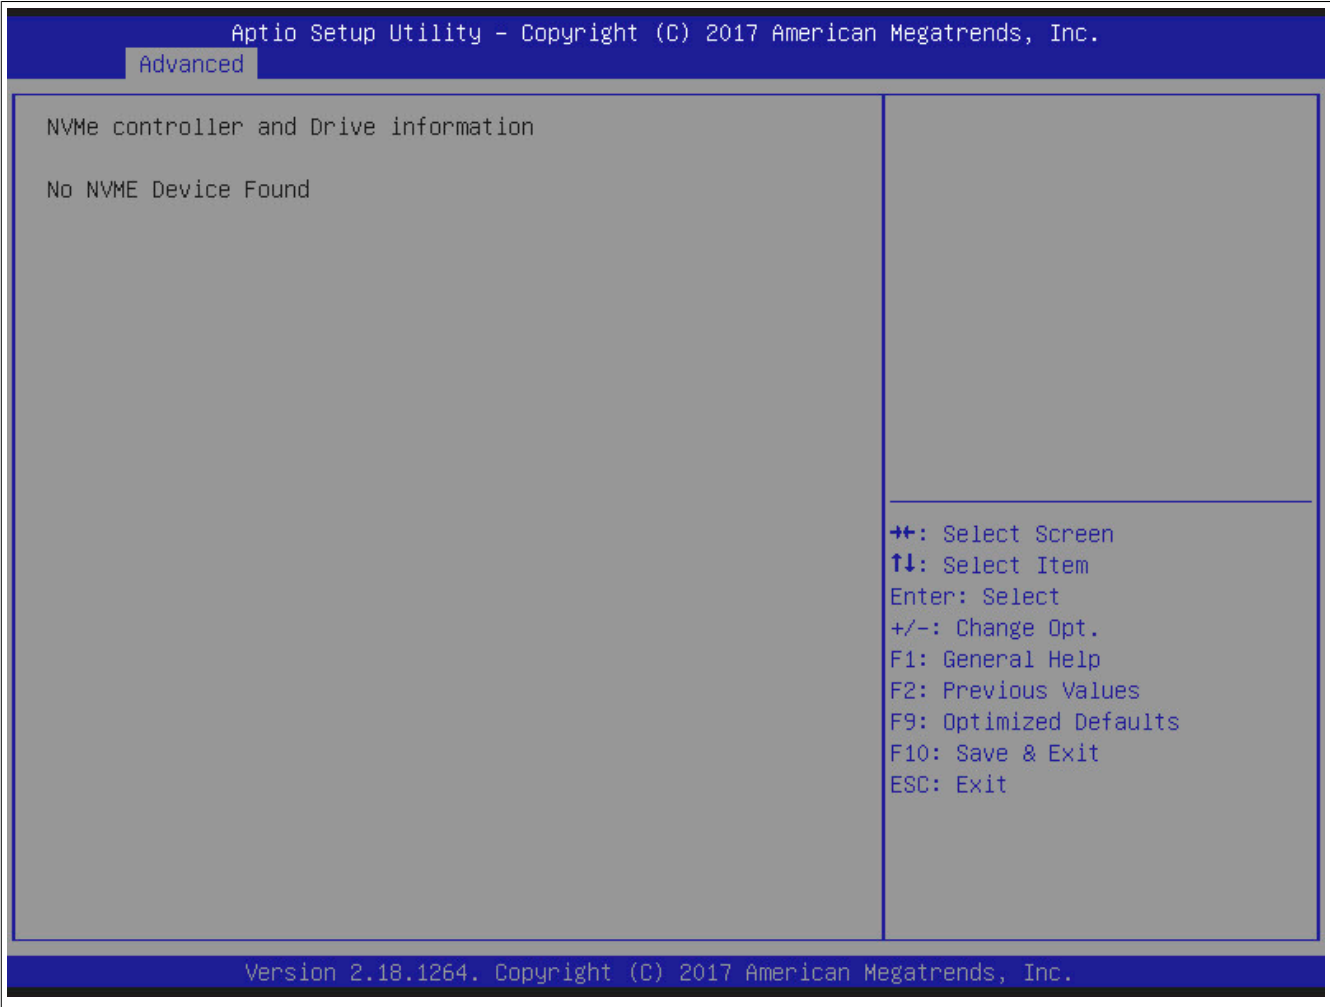 Aptio Setup Utility – Copyright (C) 2017 American Megatrends, Inc.
Advanced
NVMe controller and Drive information
No NVME Device Found
→←: Select Screen
↑↓: Select Item
Enter: Select
+/-: Change Opt.
F1: General Help
F2: Previous Values
F9: Optimized Defaults
F10: Save & Exit
ESC: Exit
Version 2.18.1264. Copyright (C) 2017 American Megatrends, Inc.